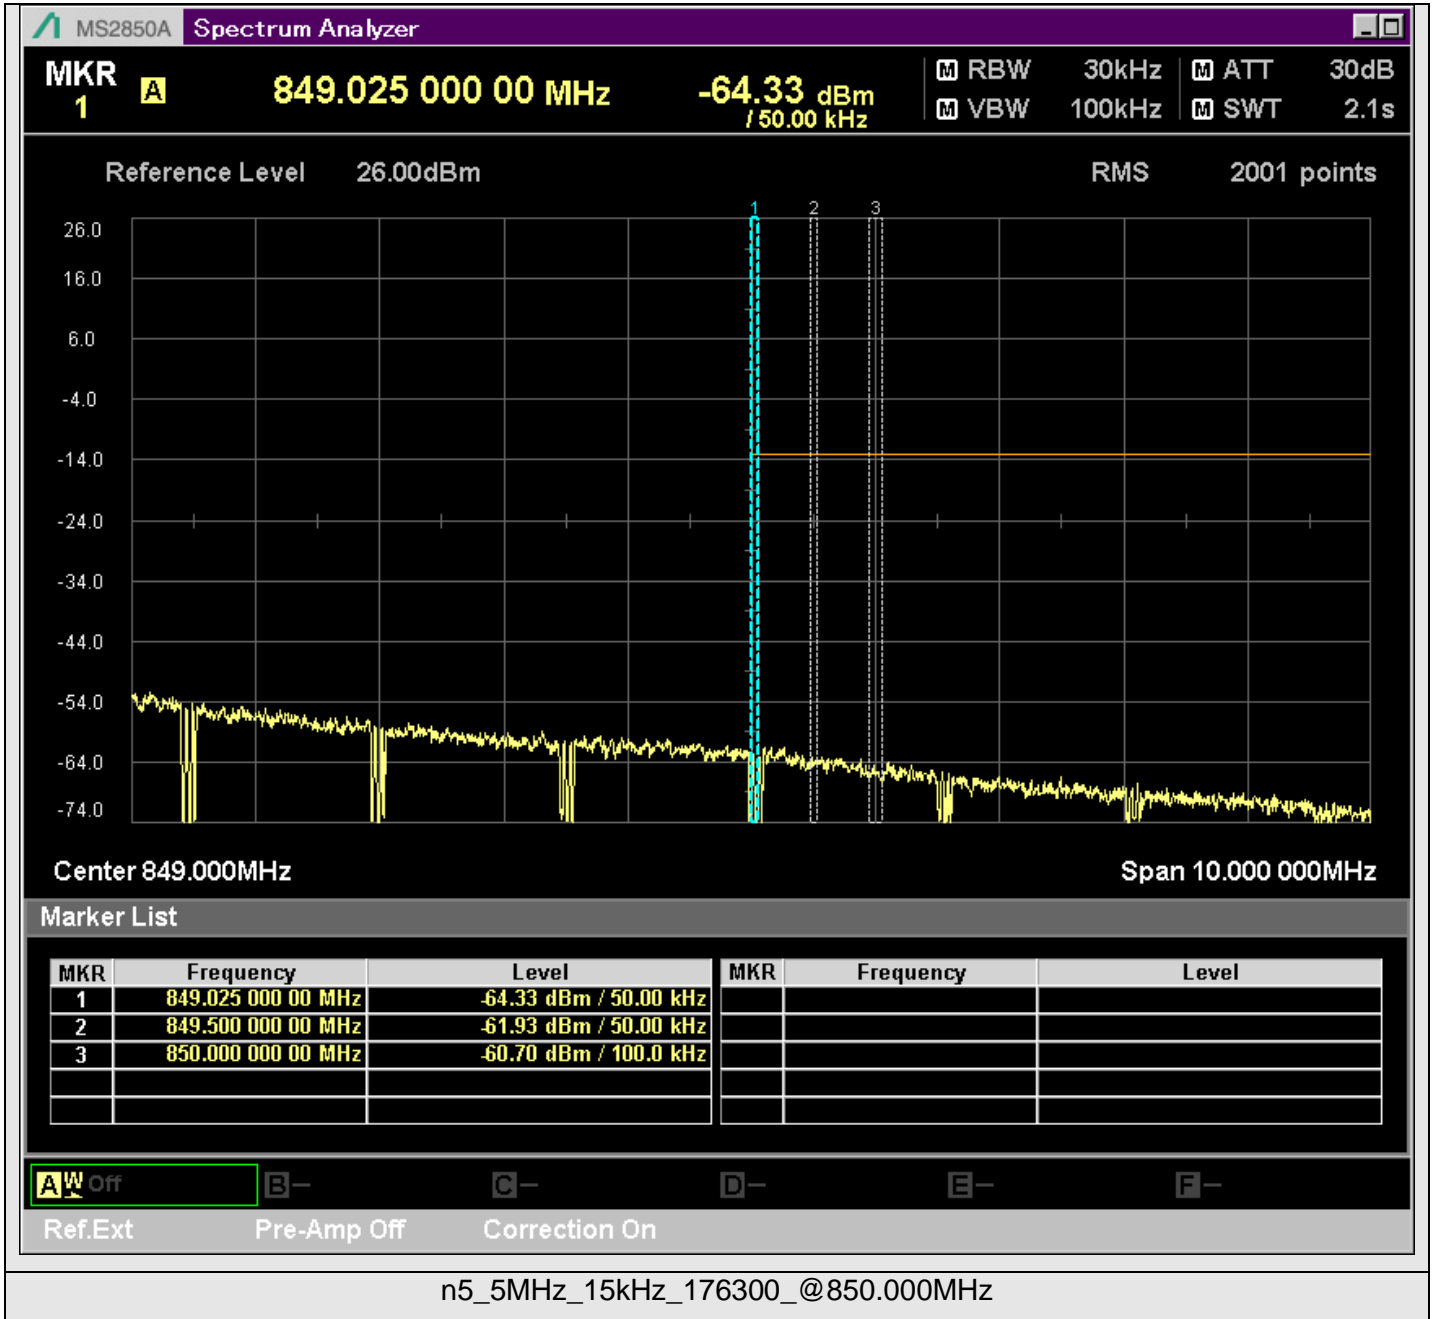 MS2850A Spectrum Analyzer
MKR 1 A 849.025 000 00 MHz -64.33 dBm / 50.00 kHz
M RBW 30kHz M ATT 30dB
M VBW 100kHz M SWT 2.1s
Reference Level 26.00dBm RMS 2001 points
1 2 3
26.0
16.0
6.0
-4.0
-14.0
-24.0
-34.0
-44.0
-54.0
-64.0
-74.0
Center 849.000MHz Span 10.000 000MHz
Marker List
MKR Frequency Level MKR Frequency Level
1 849.025 000 00 MHz -64.33 dBm / 50.00 kHz
2 849.500 000 00 MHz -61.93 dBm / 50.00 kHz
3 850.000 000 00 MHz -60.70 dBm / 100.0 kHz
A W Off B - C - D - E - F -
Ref.Ext Pre-Amp Off Correction On
n5_5MHz_15kHz_176300_@850.000MHz